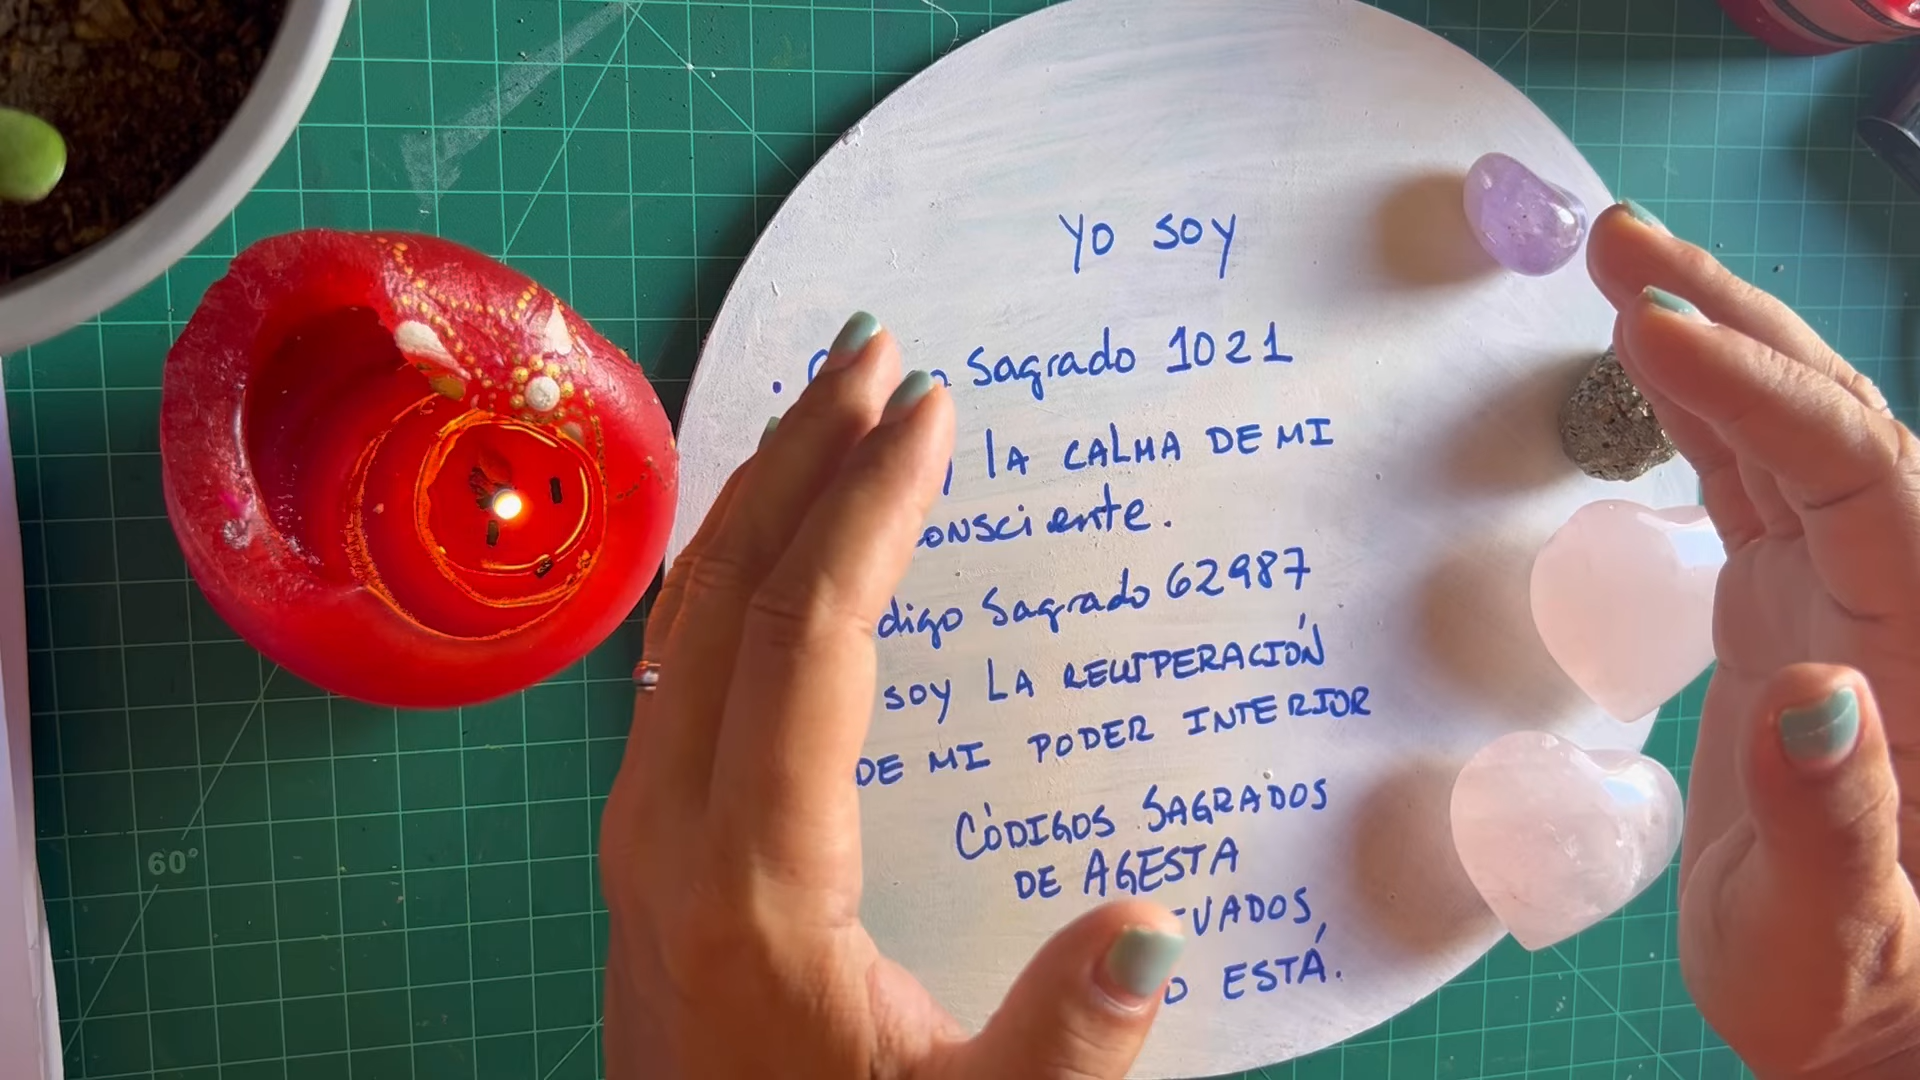 YO SOY
Sagrado 1021
LA CALMA DE MI
onsciente.
digo Sagrado 62987
SOY LA RECUPERACIÓN
DE MI PODER INTERIOR
CÓDIGOS SAGRADOS
DE AGESTA
VADOS,
ESTÁ.
60°